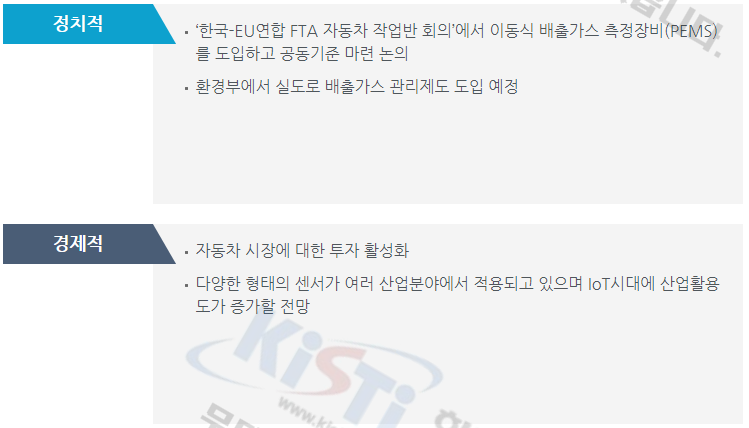 정치적
• '한국-EU연합 FTA 자동차 작업반 회의'에서 이동식 배출가스 측정장비(PEMS)
를 도입하고 공동기준 마련 논의
• 환경부에서 실도로 배출가스 관리제도 도입 예정
경제적
• 자동차 시장에 대한 투자 활성화
• 다양한 형태의 센서가 여러 산업분야에서 적용되고 있으며 IoT시대에 산업활용
도가 증가할 전망
KiSTi